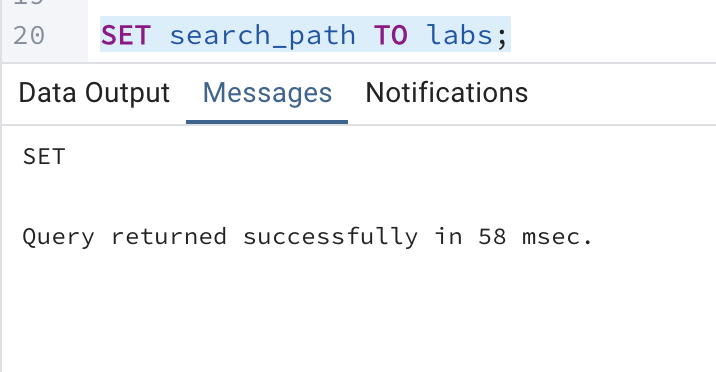 20 SET search_path TO labs;
Data Output Messages Notifications
SET
Query returned successfully in 58 msec.